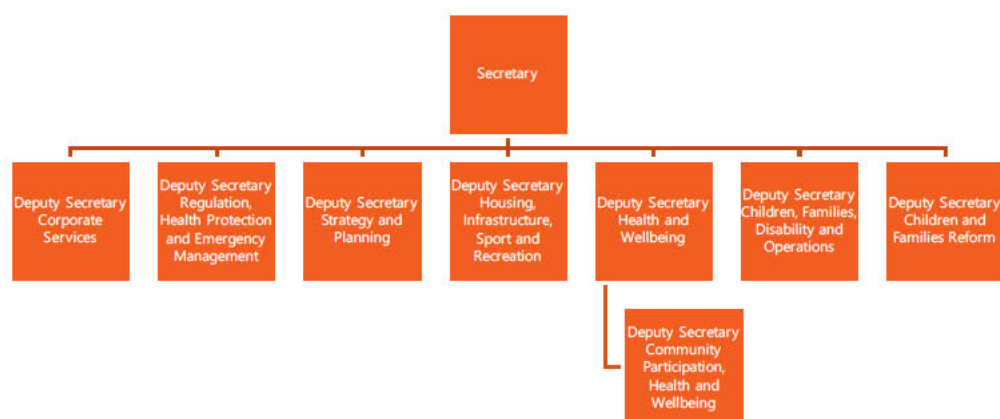 Secretary
Deputy Secretary
Corporate
Services
Deputy Secretary
Regulation,
Health Protection
and Emergency
Management
Deputy Secretary
Strategy and
Planning
Deputy Secretary
Housing,
Infrastructure,
Sport and
Recreation
Deputy Secretary
Health and
Wellbeing
Deputy Secretary
Children, Families,
Disability and
Operations
Deputy Secretary
Children and
Families Reform
Deputy Secretary
Community
Participation,
Health and
Wellbeing